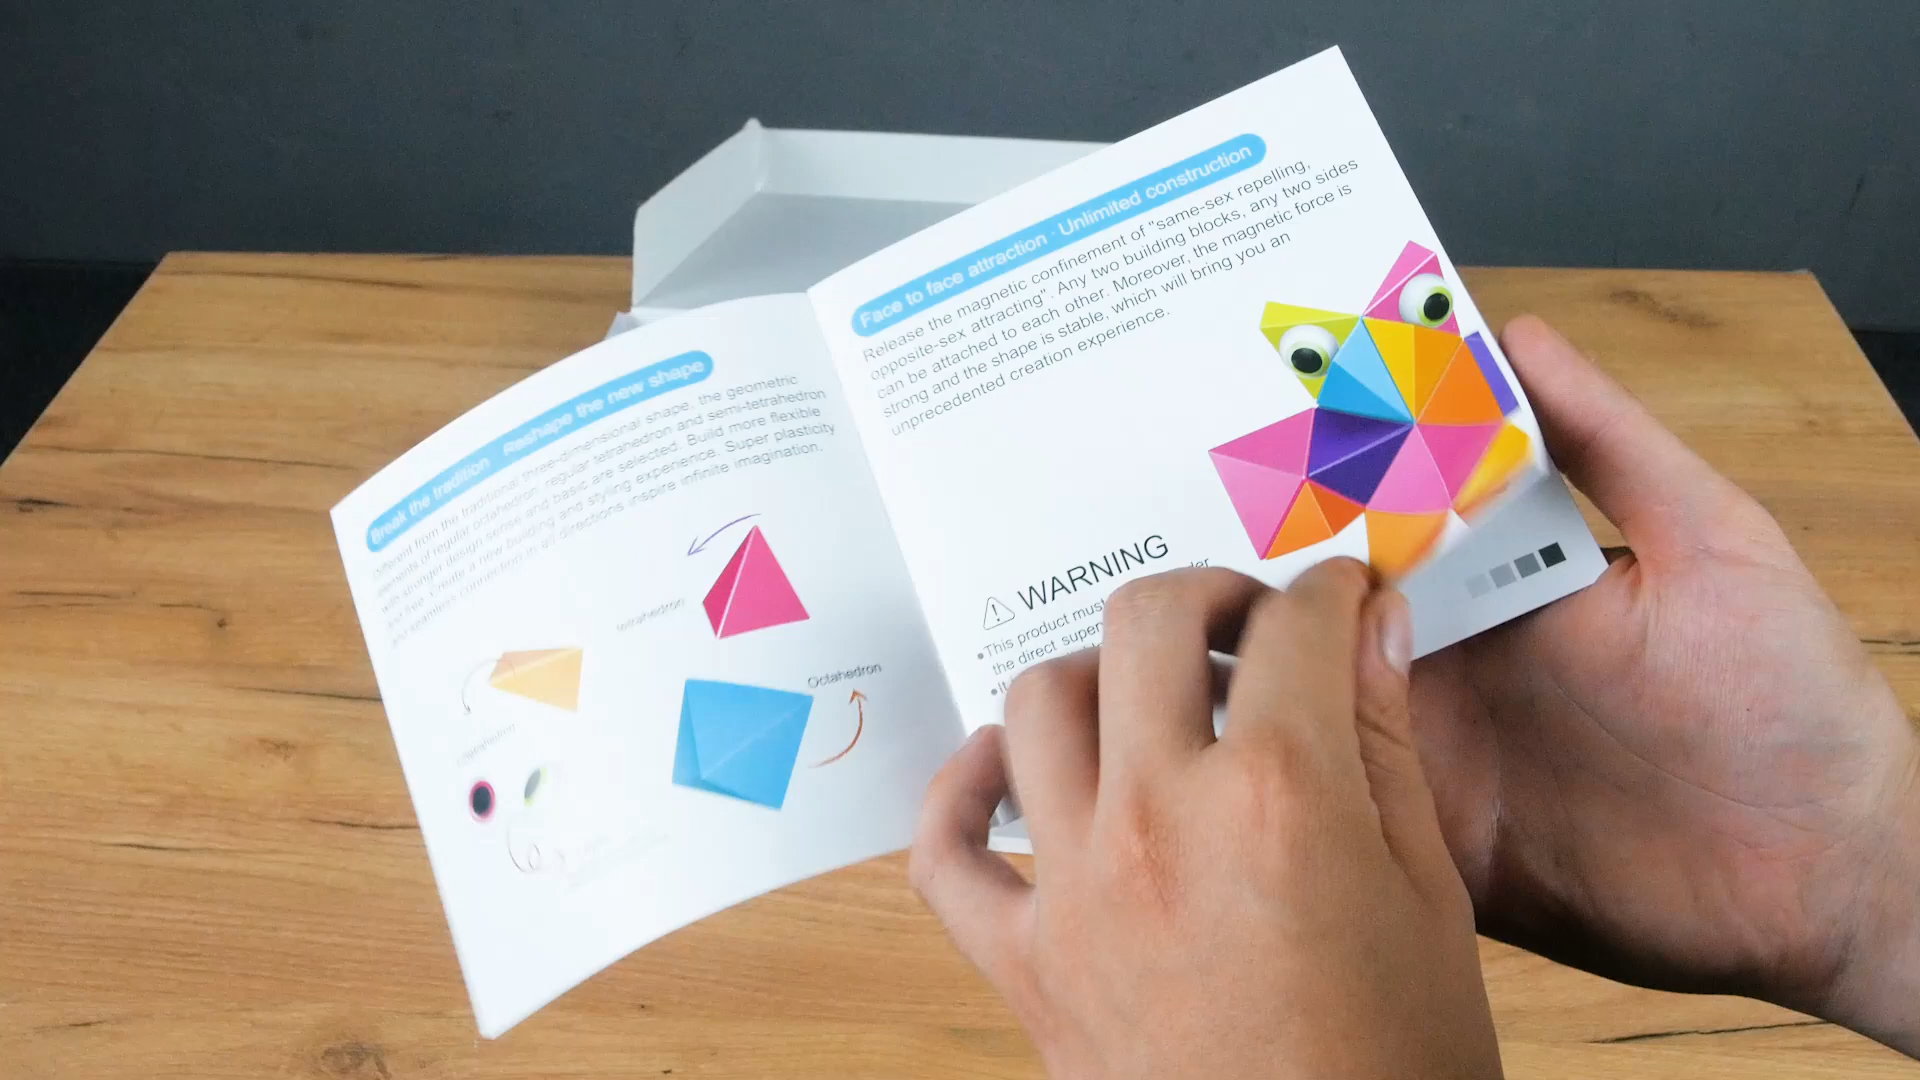 Break the tradition · Reshape the new shape
Different from the traditional three-dimensional shape, the geometric
elements of regular octahedron, regular tetrahedron and semi-tetrahedron
with stronger design sense and basic are selected. Build more flexible
and free. Create a new building and styling experience. Super plasticity
and seamless connection in all directions inspire infinite imagination.
tetrahedron
Octahedron
Face to face attraction · Unlimited construction
Release the magnetic confinement of "same-sex repelling,
opposite-sex attracting". Any two building blocks, any two sides
can be attached to each other. Moreover, the magnetic force is
strong and the shape is stable, which will bring you an
unprecedented creation experience.
WARNING
•This product must
the direct super